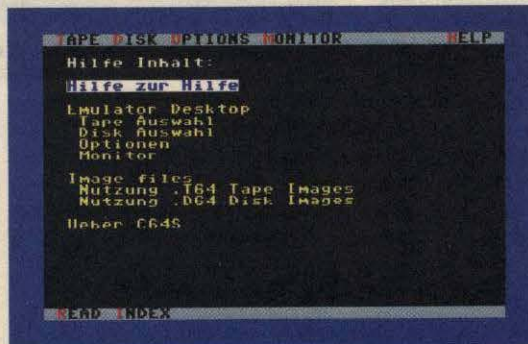 TAPE DISK OPTIONS MONITOR HELP
Hilfe Inhalt:
Hilfe zur Hilfe
Emulator Desktop
Tape Auswahl
Disk Auswahl
Optionen
Monitor
Image files
Nutzung .T64 Tape Images
Nutzung .D64 Disk Images
Ueber C64S
READ INDEX